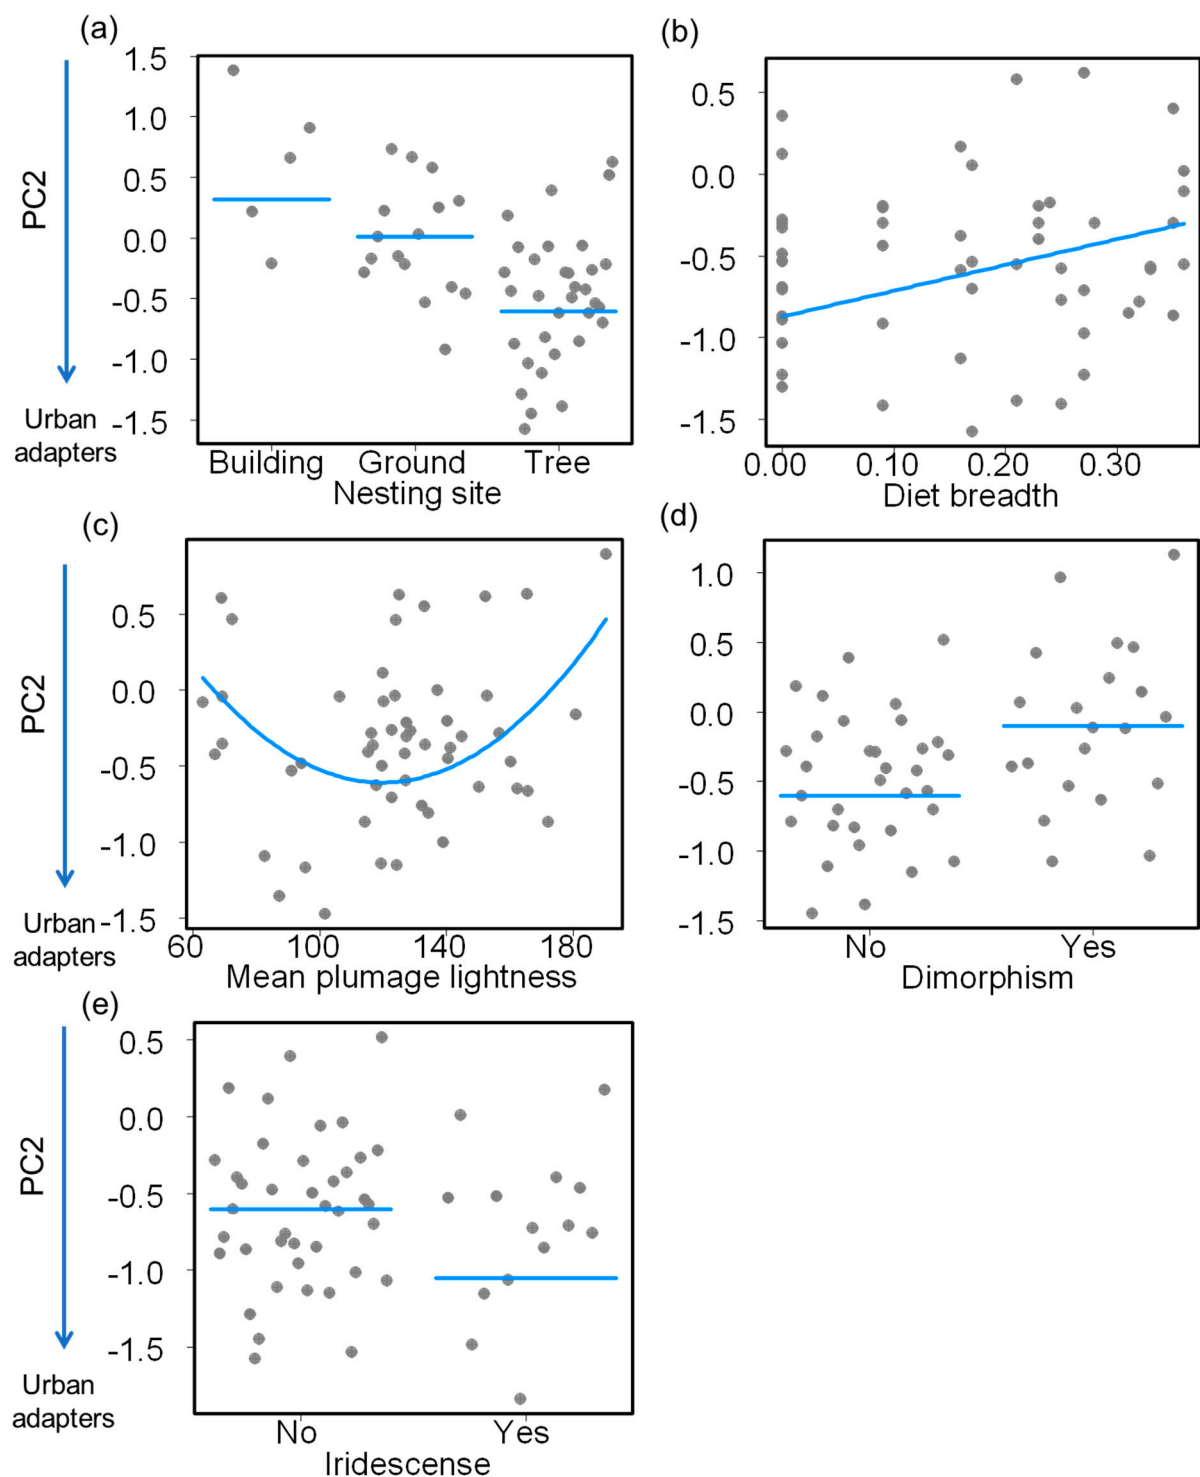 (a)
1.5
1.0
0.5
0.0
-0.5
-1.0
-1.5
PC2
Urban
adapters
Building Ground Tree
Nesting site
(b)
0.5
0.0
-0.5
-1.0
-1.5
0.00 0.10 0.20 0.30
Diet breadth
(c)
0.5
0.0
-0.5
-1.0
-1.5
PC2
Urban
adapters
60 100 140 180
Mean plumage lightness
(d)
1.0
0.5
0.0
-0.5
-1.0
-1.5
No Yes
Dimorphism
(e)
0.5
0.0
-0.5
-1.0
-1.5
PC2
Urban
adapters
No Yes
Iridescense